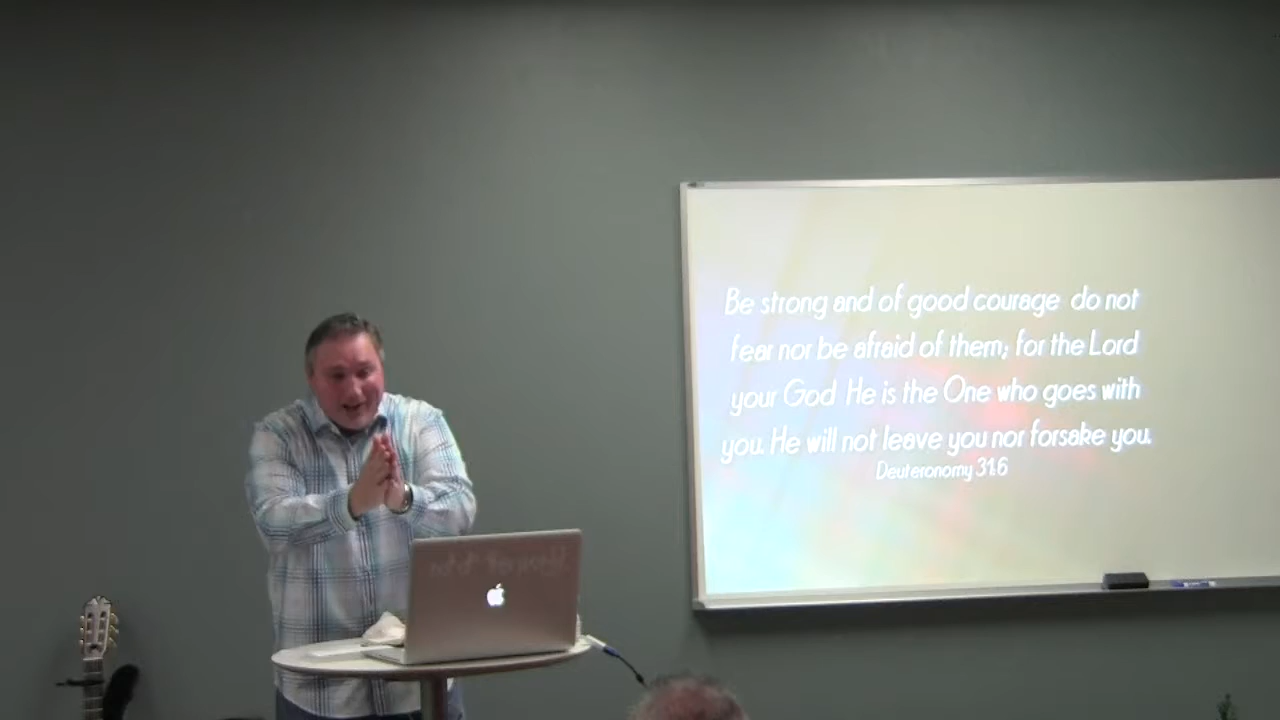 Be strong and of good courage do not
fear nor be afraid of them; for the Lord
your God He is the One who goes with
you. He will not leave you nor forsake you.
Deuteronomy 31:6